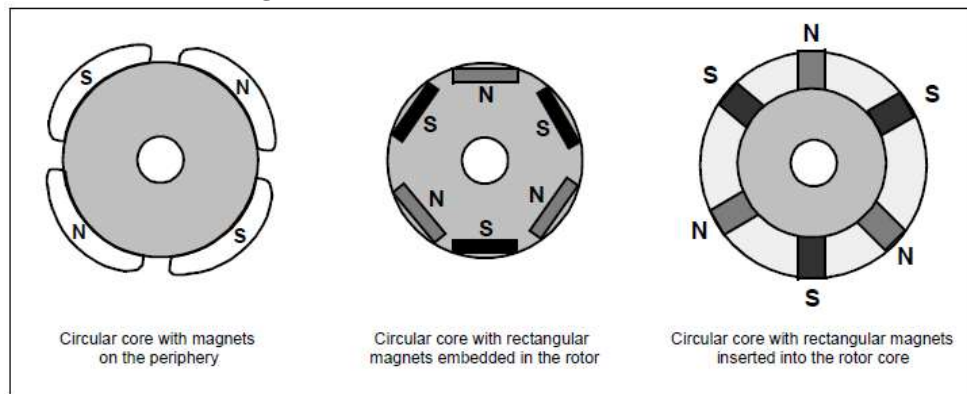 S
N
N
S
N
S
S
N
N
S
N
S
S
N
N
S
Circular core with magnets
on the periphery
Circular core with rectangular
magnets embedded in the rotor
Circular core with rectangular magnets
inserted into the rotor core